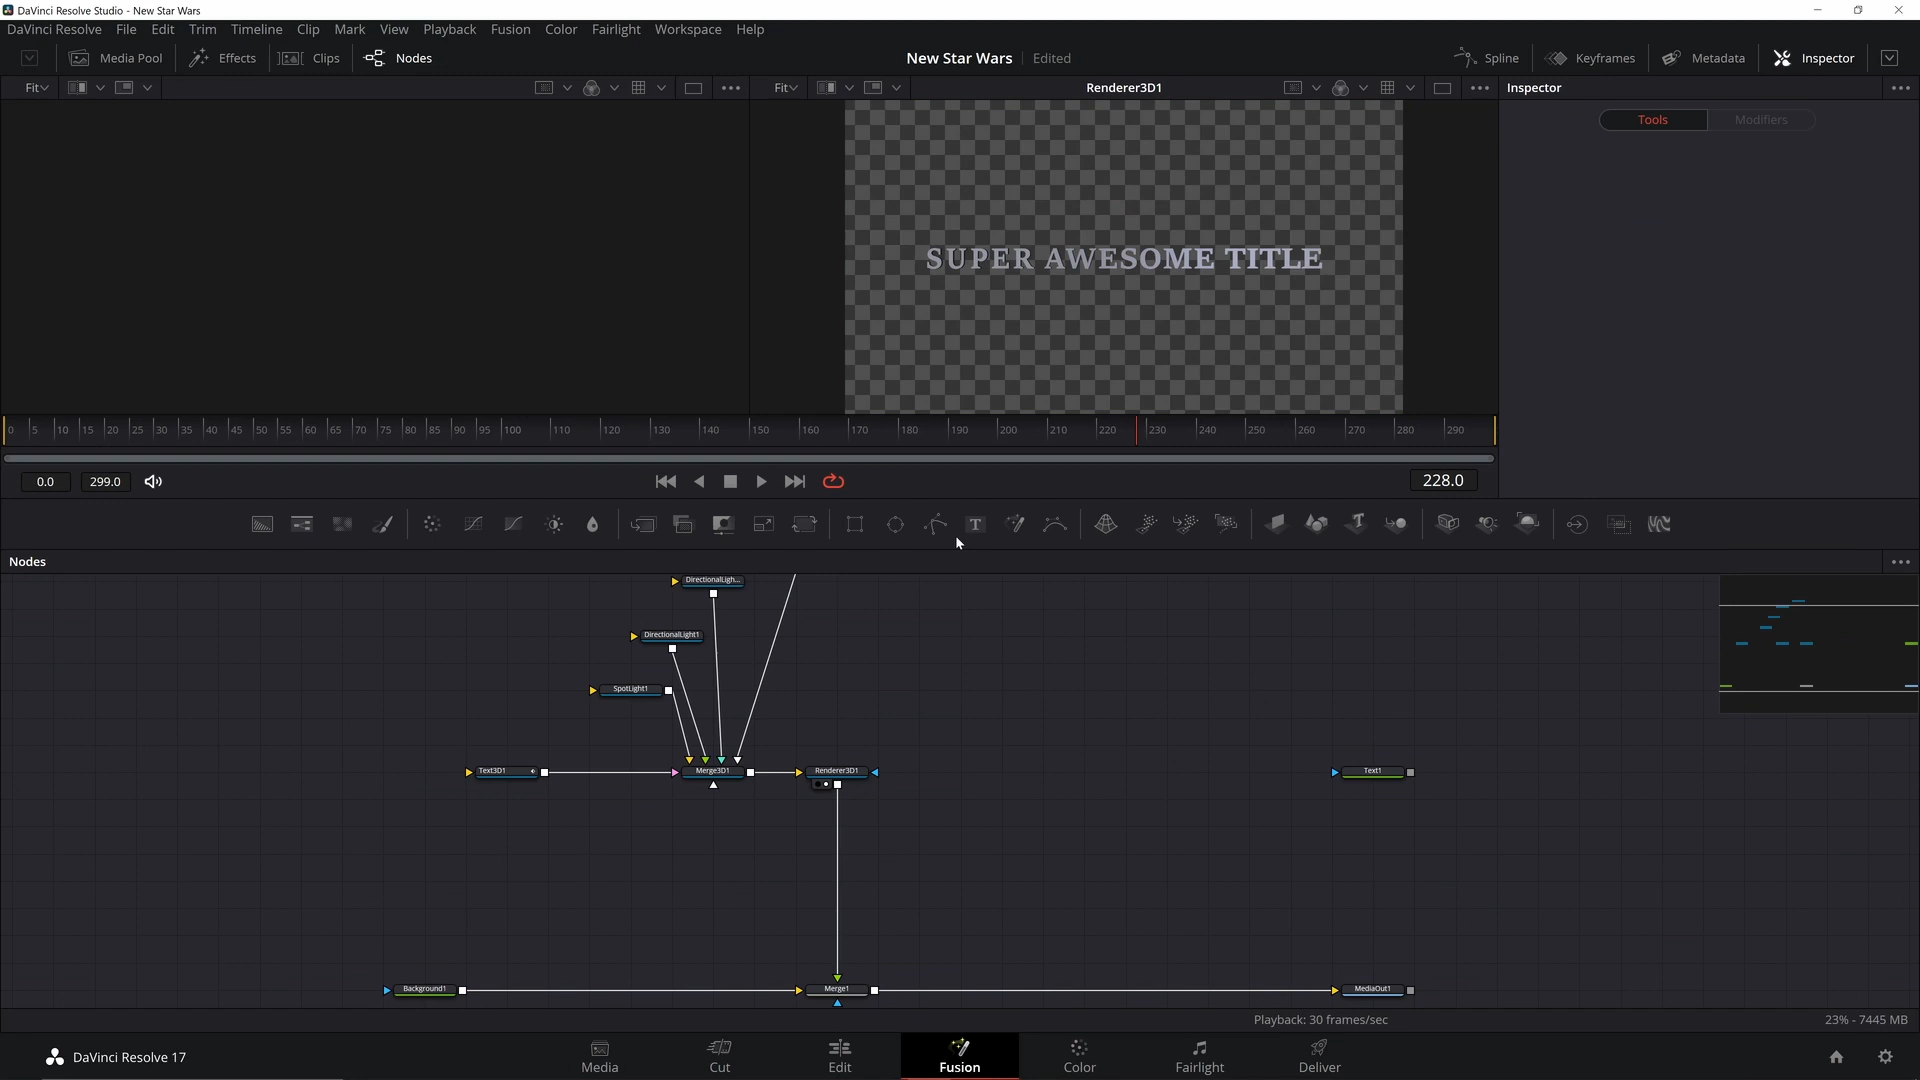 DaVinci Resolve Studio - New Star Wars
DaVinci Resolve File Edit Trim Timeline Clip Mark View Playback Fusion Color Fairlight Workspace Help
Media Pool Effects Clips Nodes New Star Wars Edited Spline Keyframes Metadata Inspector
Fit Fit Renderer3D1 Inspector
Tools Modifiers
SUPER AWESOME TITLE
0 5 10 15 20 25 30 35 40 45 50 55 60 65 70 75 80 85 90 95 100 110 120 130 140 150 160 170 180 190 200 210 220 230 240 250 260 270 280 290
0.0 299.0 228.0
T
Nodes
DirectionalLigh...
DirectionalLight1
SpotLight1
Text3D1 Merge3D1 Renderer3D1 Text1
Background1 Merge1 MediaOut1
Playback: 30 frames/sec 23% - 7445 MB
DaVinci Resolve 17 Media Cut Edit Fusion Color Fairlight Deliver